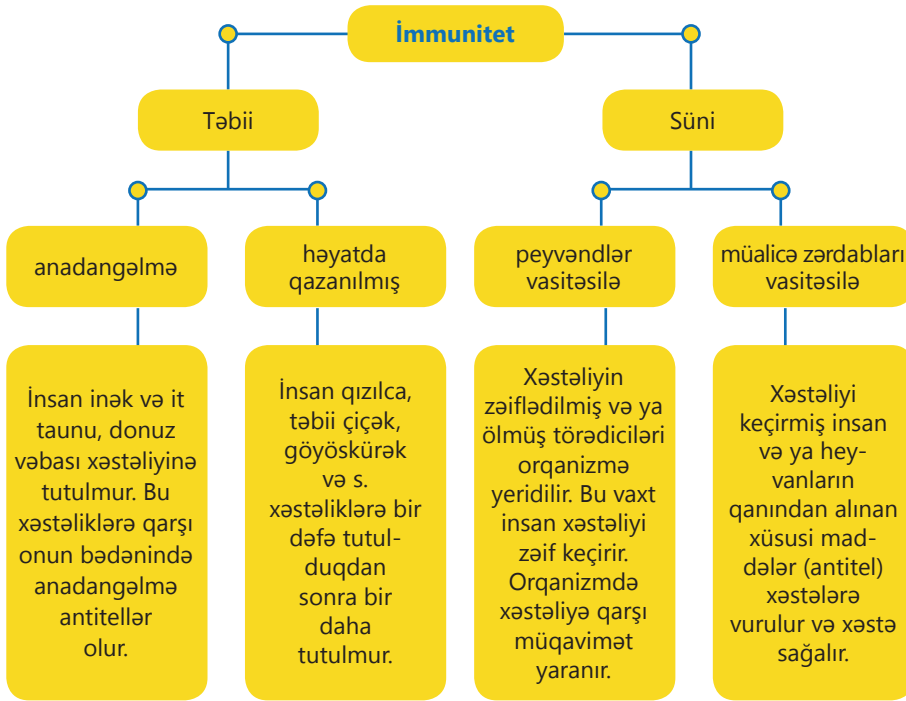 İmmunitet
Təbii
Süni
anadangəlmə
həyatda
qazanılmış
peyvəndlər
vasitəsilə
müalicə zərdabları
vasitəsilə
İnsan inək və it
taunu, donuz
vəbası xəstəliyinə
tutulmur. Bu
xəstəliklərə qarşı
onun bədənində
anadangəlmə
antitellər
olur.
İnsan qızılca,
təbii çiçək,
göyöskürək
və s.
xəstəliklərə bir
dəfə tutul-
duqdan
sonra bir
daha
tutulmur.
Xəstəliyin
zəiflədilmiş və ya
ölmüş törədiciləri
orqanizmə
yeridilir. Bu vaxt
insan xəstəliyi
zəif keçirir.
Orqanizmdə
xəstəliyə qarşı
müqavimət
yaranır.
Xəstəliyi
keçirmiş insan
və ya hey-
vanların
qanından alınan
xüsusi mad-
dələr (antitel)
xəstələrə
vurulur və xəstə
sağalır.